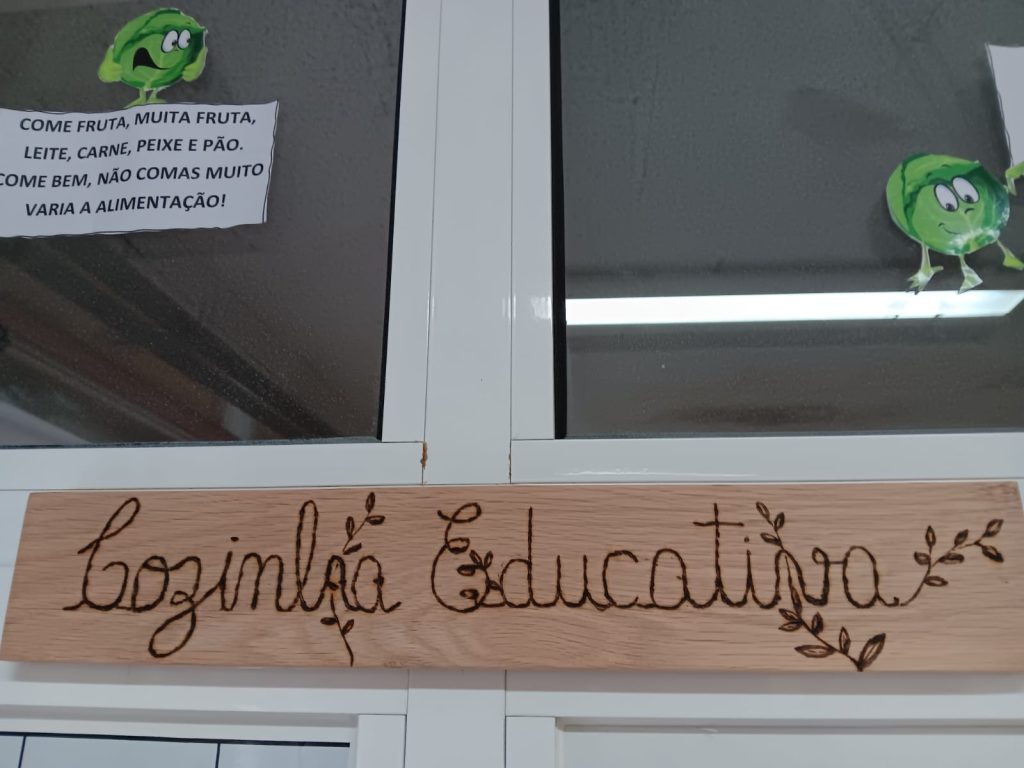 COME FRUTA, MUITA FRUTA,
LEITE, CARNE, PEIXE E PÃO.
COME BEM, NÃO COMAS MUITO
VARIA A ALIMENTAÇÃO!
Cozinha Educativa